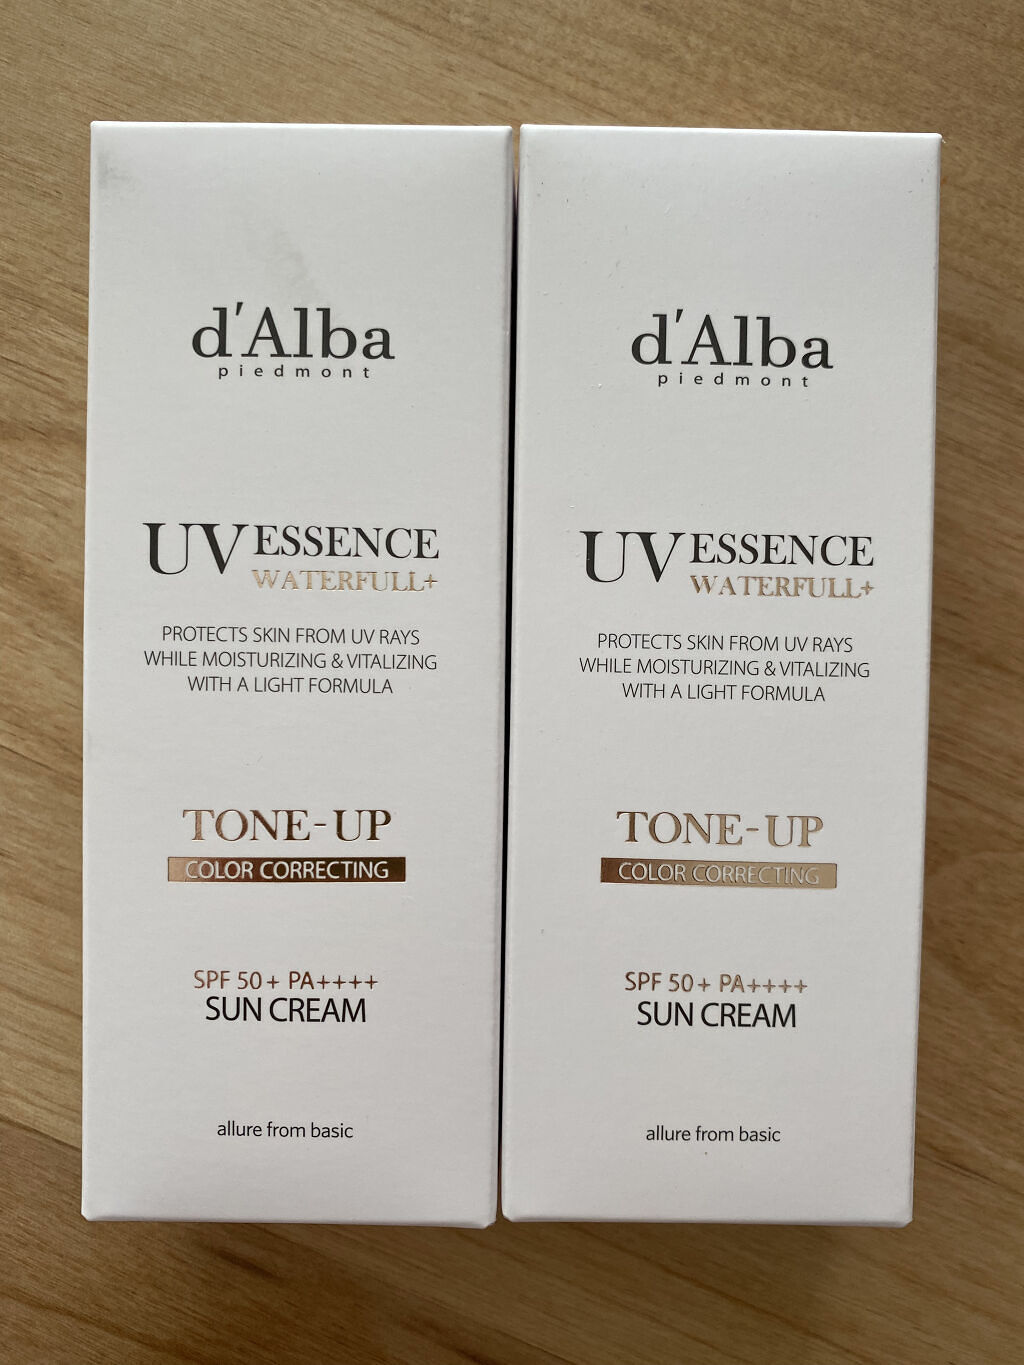 d'Alba
piedmont
UV ESSENCE
WATERFULL+
PROTECTS SKIN FROM UV RAYS
WHILE MOISTURIZING & VITALIZING
WITH A LIGHT FORMULA
TONE-UP
COLOR CORRECTING
SPF 50+ PA++++
SUN CREAM
allure from basic
d'Alba
piedmont
UV ESSENCE
WATERFULL+
PROTECTS SKIN FROM UV RAYS
WHILE MOISTURIZING & VITALIZING
WITH A LIGHT FORMULA
TONE-UP
COLOR CORRECTING
SPF 50+ PA++++
SUN CREAM
allure from basic